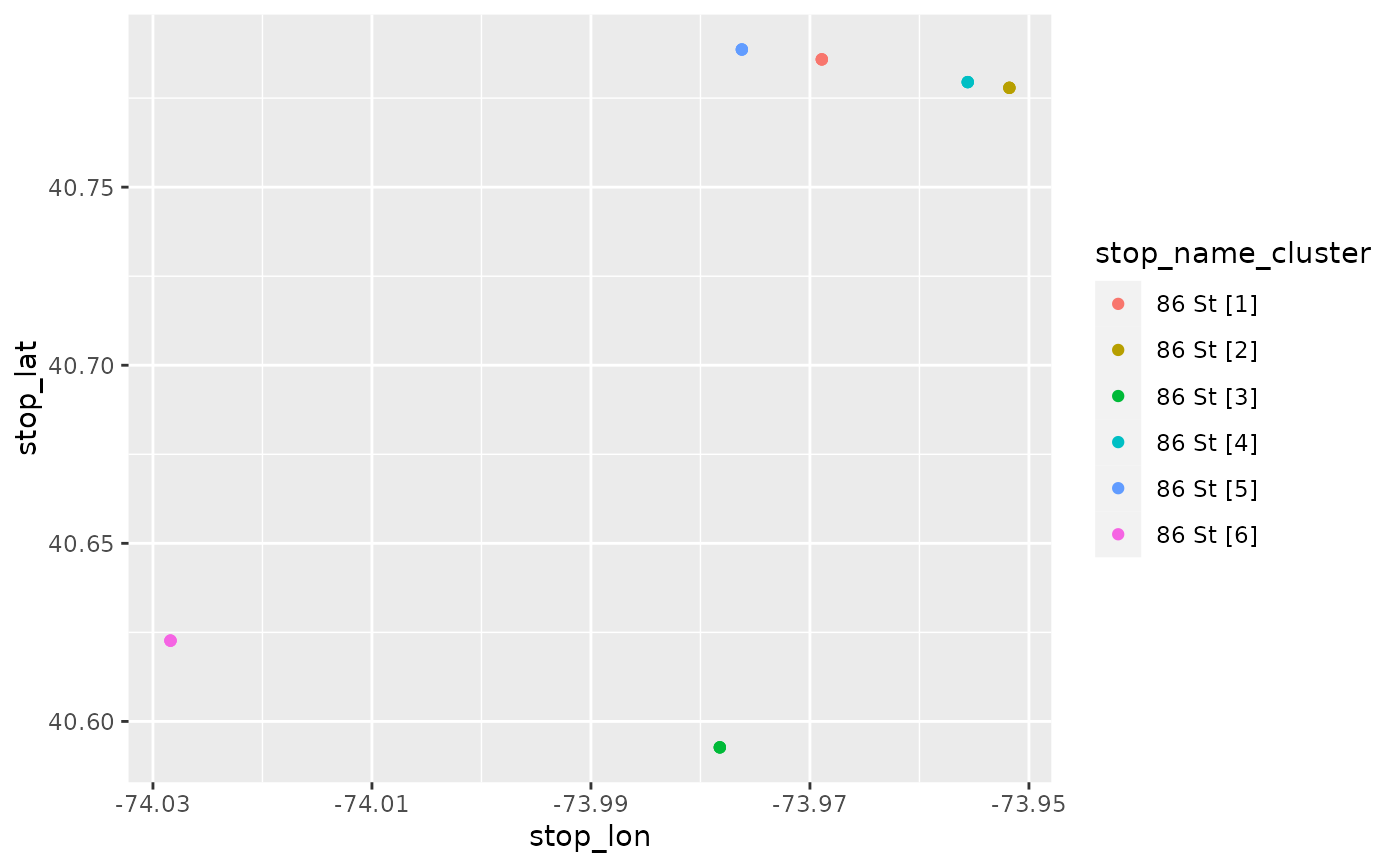 40.75
40.70
40.65
40.60
stop_lat
-74.03
-74.01
-73.99
-73.97
-73.95
stop_lon
stop_name_cluster
86 St [1]
86 St [2]
86 St [3]
86 St [4]
86 St [5]
86 St [6]